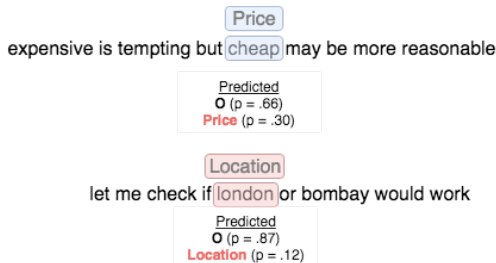 Price
expensive is tempting but cheap may be more reasonable
Predicted
O (p = .66)
Price (p = .30)
Location
let me check if london or bombay would work
Predicted
O (p = .87)
Location (p = .12)